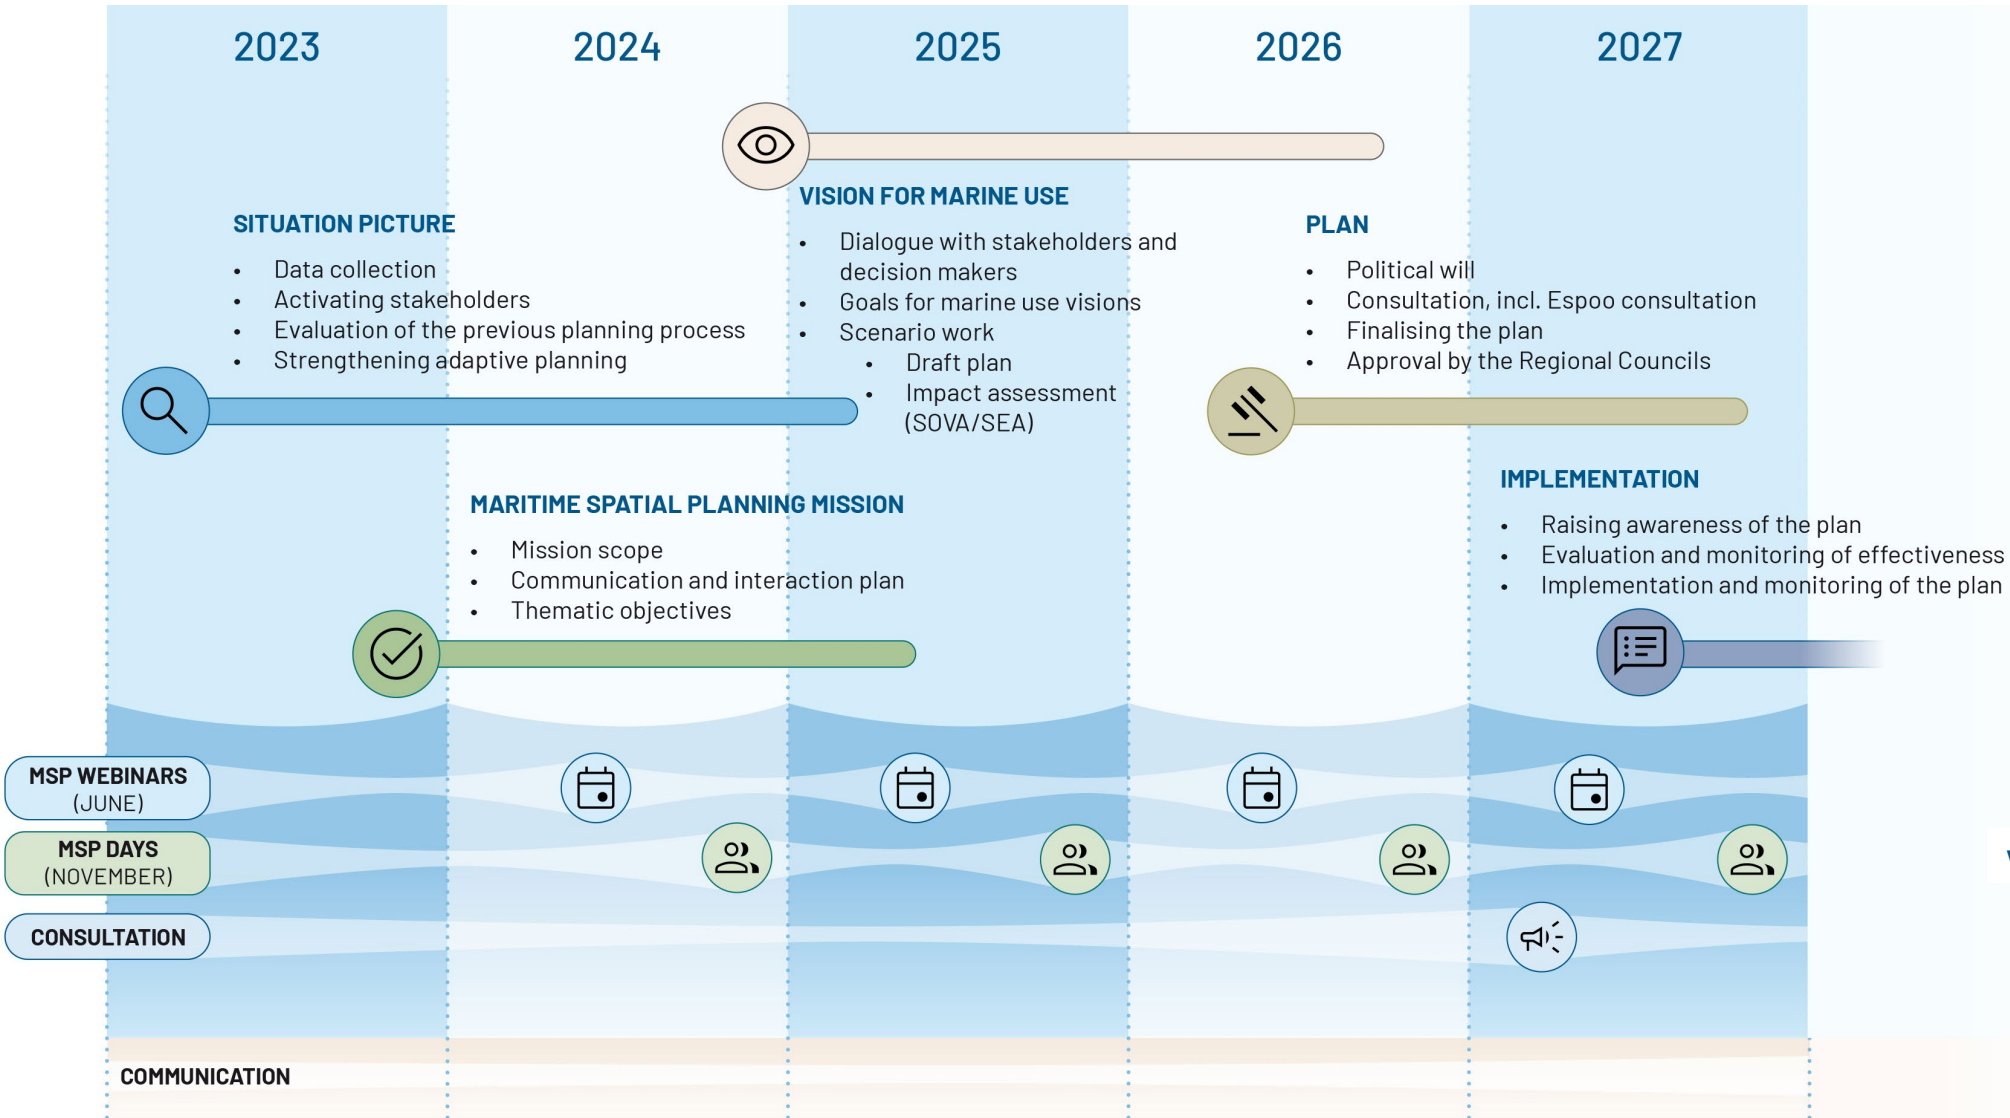 2023
2024
2025
2026
2027
VISION FOR MARINE USE
• Dialogue with stakeholders and
decision makers
• Goals for marine use visions
• Scenario work
• Draft plan
• Impact assessment
(SOVA/SEA)
SITUATION PICTURE
• Data collection
• Activating stakeholders
• Evaluation of the previous planning process
• Strengthening adaptive planning
PLAN
• Political will
• Consultation, incl. Espoo consultation
• Finalising the plan
• Approval by the Regional Councils
MARITIME SPATIAL PLANNING MISSION
• Mission scope
• Communication and interaction plan
• Thematic objectives
IMPLEMENTATION
• Raising awareness of the plan
• Evaluation and monitoring of effectiveness
• Implementation and monitoring of the plan
MSP WEBINARS
(JUNE)
MSP DAYS
(NOVEMBER)
CONSULTATION
COMMUNICATION